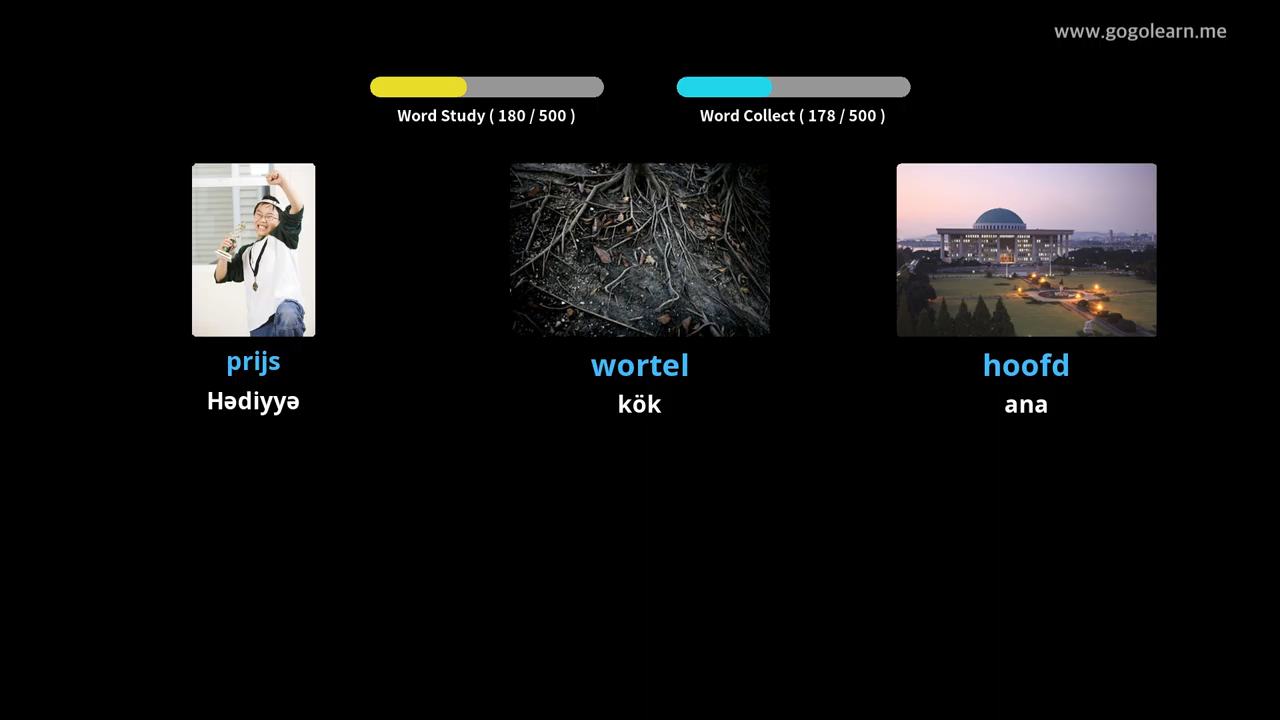 www.gogolearn.me
Word Study ( 180 / 500 )
Word Collect ( 178 / 500 )
prijs
Hədiyyə
wortel
kök
hoofd
ana